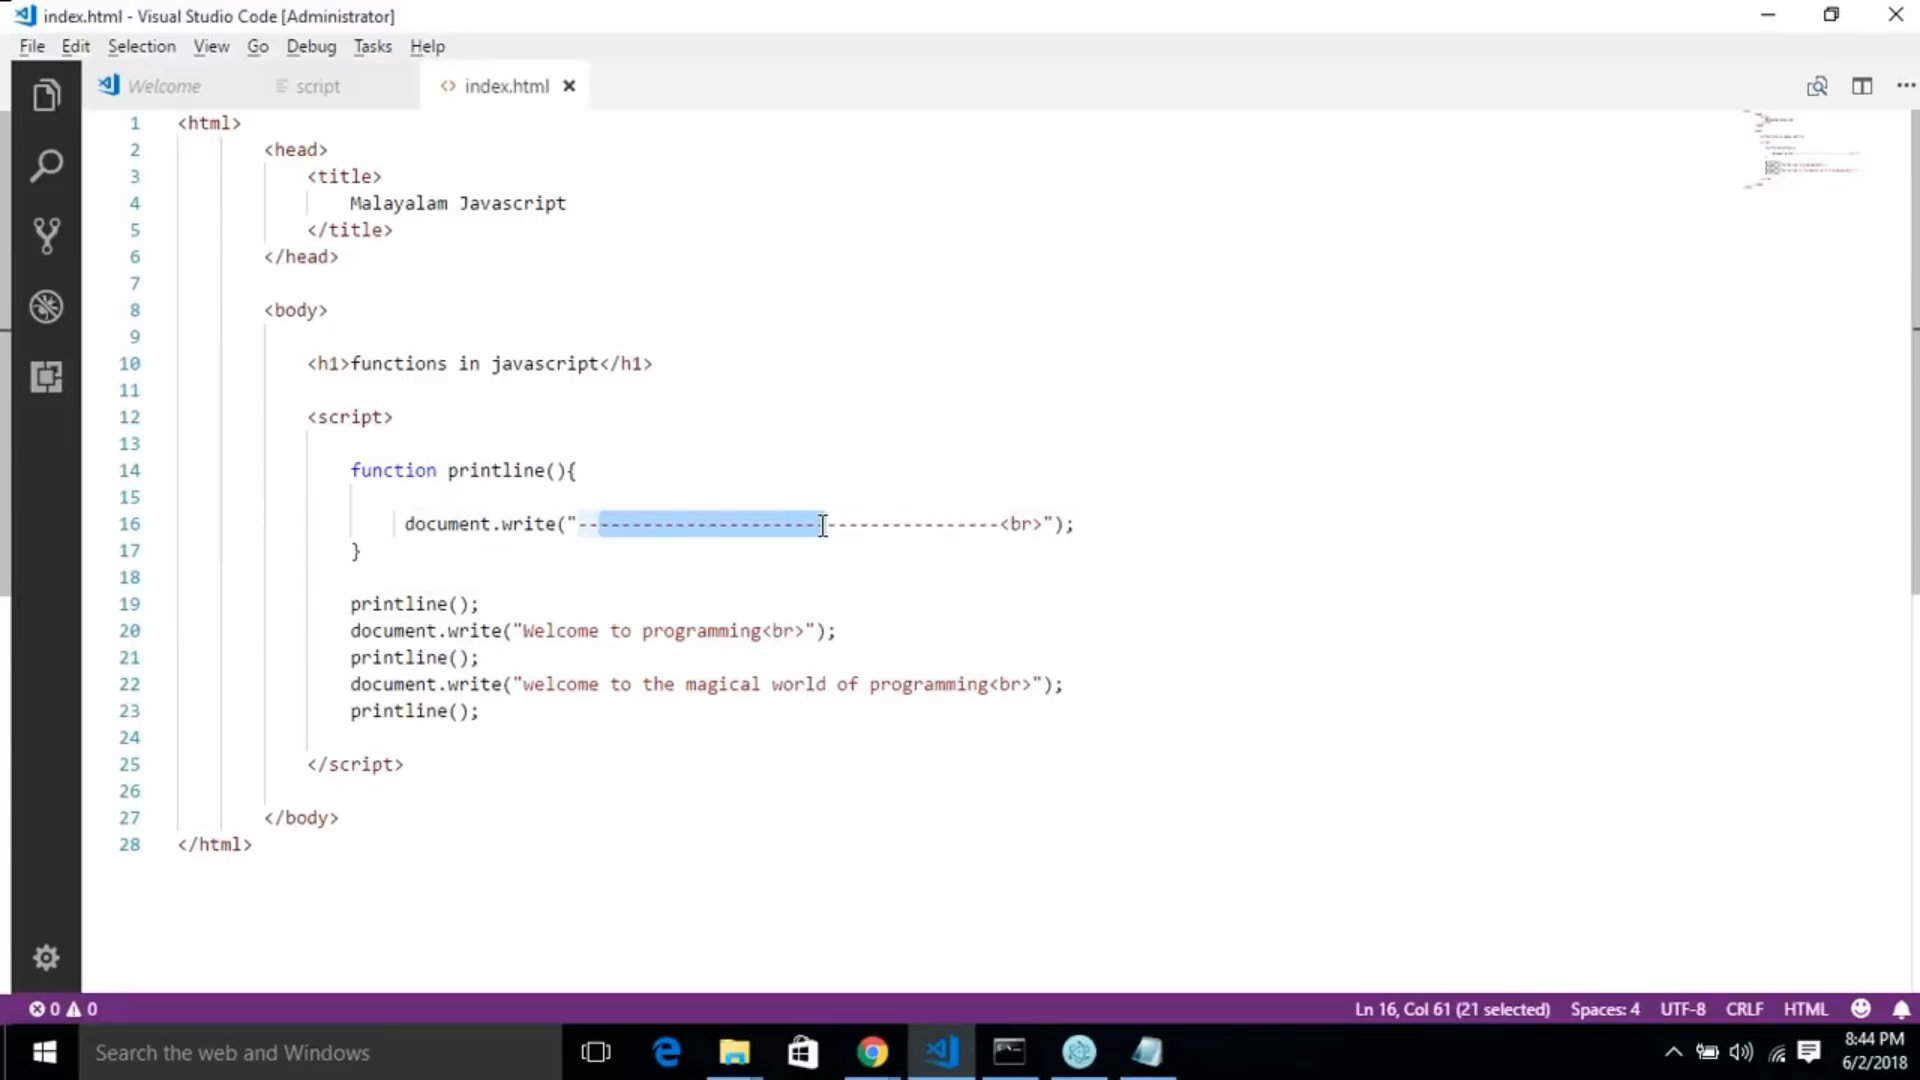 index.html - Visual Studio Code [Administrator]
File Edit Selection View Go Debug Tasks Help
Welcome script index.html
1 <html>
2 <head>
3 <title>
4 Malayalam Javascript
5 </title>
6 </head>
7
8 <body>
9
10 <h1>functions in javascript</h1>
11
12 <script>
13
14 function printline(){
15
16 document.write("---------------------------------------<br>");
17 }
18
19 printline();
20 document.write("Welcome to programming<br>");
21 printline();
22 document.write("welcome to the magical world of programming<br>");
23 printline();
24
25 </script>
26
27 </body>
28 </html>
0 0 Ln 16, Col 61 (21 selected) Spaces: 4 UTF-8 CRLF HTML
Search the web and Windows
8:44 PM
6/2/2018